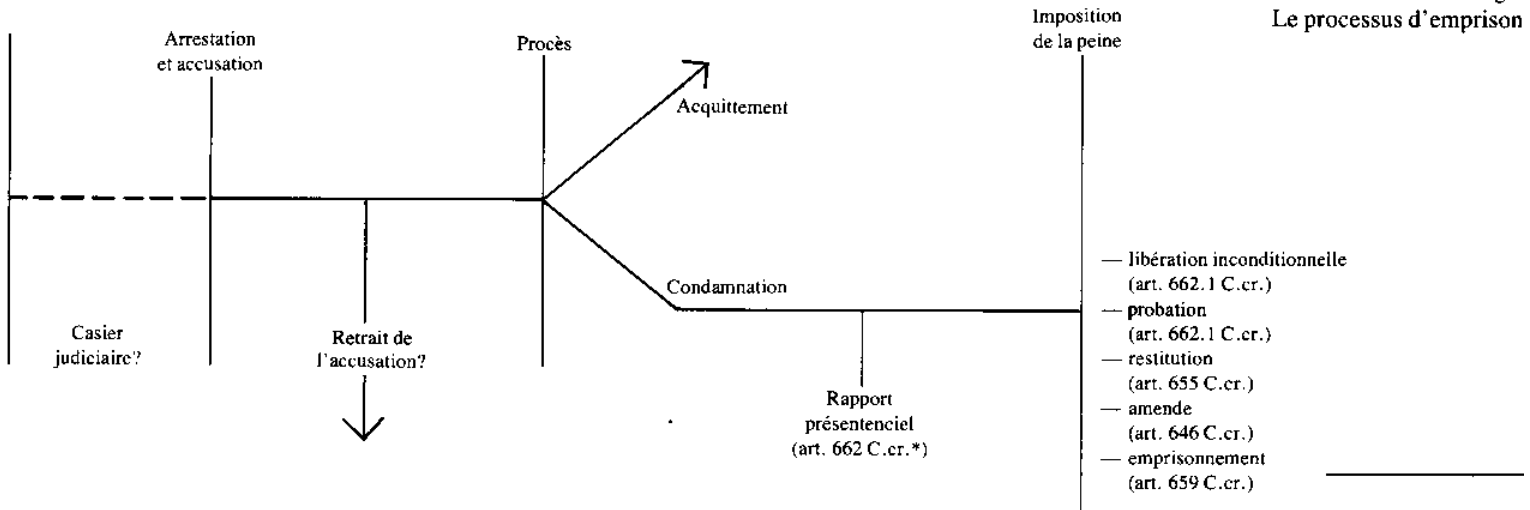 Le processus d'emprison
Arrestation
et accusation
Procès
Imposition
de la peine
Acquittement
Condamnation
Casier
judiciaire?
Retrait de
l'accusation?
Rapport
présentenciel
(art. 662 C.cr.*)
— libération inconditionnelle
(art. 662.1 C.cr.)
— probation
(art. 662.1 C.cr.)
— restitution
(art. 655 C.cr.)
— amende
(art. 646 C.cr.)
— emprisonnement
(art. 659 C.cr.)